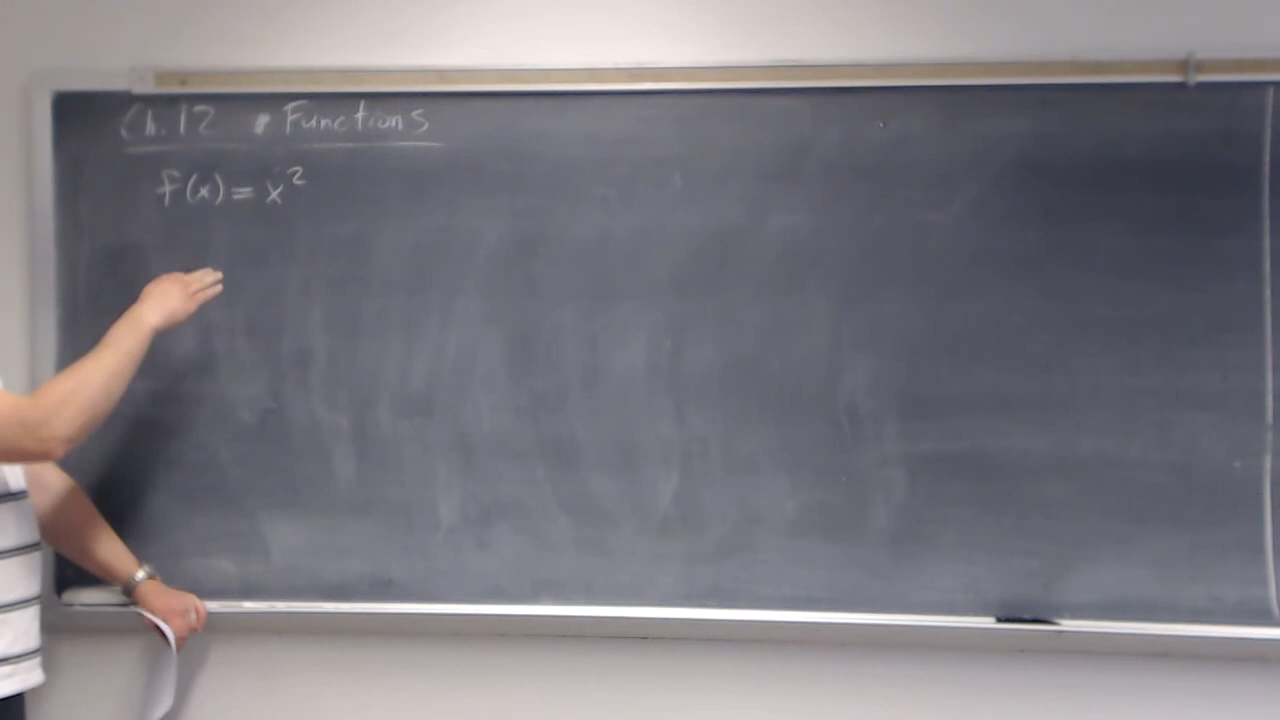 Ch. 12 Functions
f(x) = x²